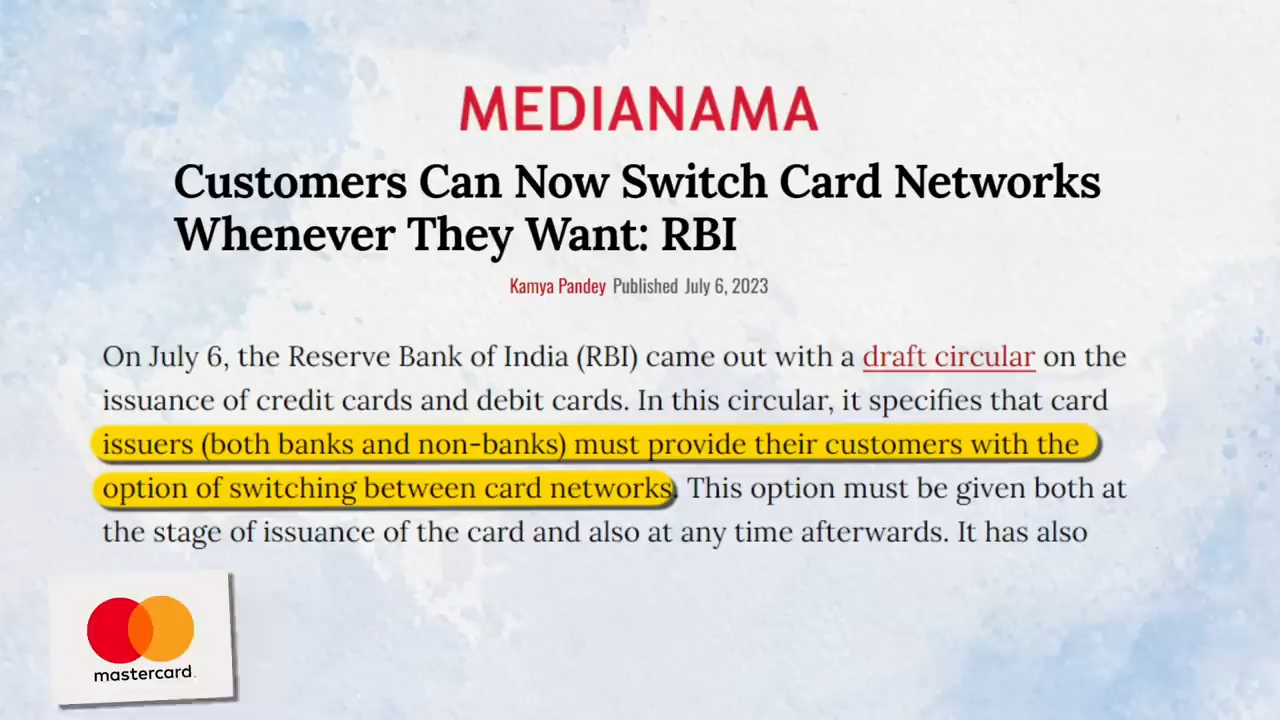 MEDIANAMA
Customers Can Now Switch Card Networks
Whenever They Want: RBI
Kamya Pandey Published July 6, 2023
On July 6, the Reserve Bank of India (RBI) came out with a draft circular on the
issuance of credit cards and debit cards. In this circular, it specifies that card
issuers (both banks and non-banks) must provide their customers with the
option of switching between card networks. This option must be given both at
the stage of issuance of the card and also at any time afterwards. It has also
mastercard.